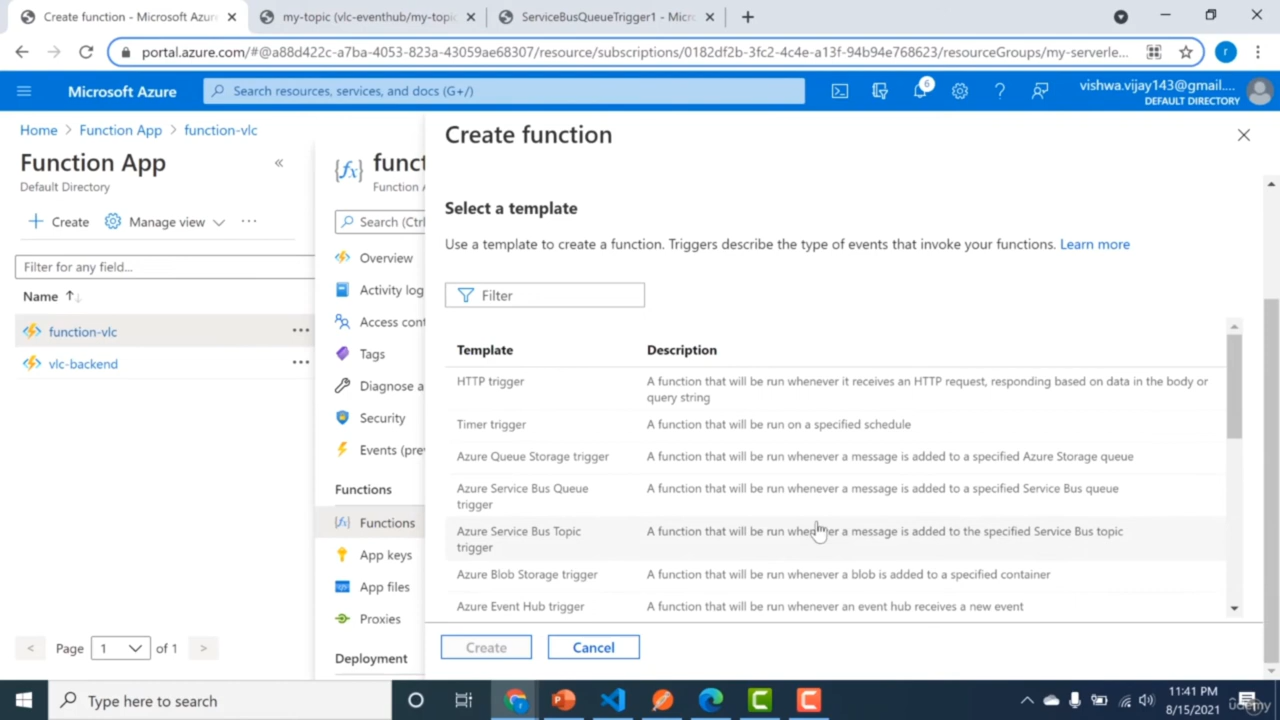 Create function - Microsoft Azur
my-topic (vlc-eventhub/my-topic
ServiceBusQueueTrigger1 - Micro
portal.azure.com/#@a88d422c-a7ba-4053-823a-43059ae68307/resource/subscriptions/0182df2b-3fc2-4c4e-a13f-94b94e768623/resourceGroups/my-serverle...
r
Microsoft Azure
Search resources, services, and docs (G+/)
6
vishwa.vijay143@gmail....
DEFAULT DIRECTORY
Home > Function App > function-vlc
Function App
Default Directory
Create
Manage view
...
Filter for any field...
Name
function-vlc
vlc-backend
< Page 1 of 1 >
funct
Function A
Search (Ctrl
Overview
Activity log
Access cont
Tags
Diagnose a
Security
Events (prev
Functions
Functions
App keys
App files
Proxies
Deployment
Create function
Select a template
Use a template to create a function. Triggers describe the type of events that invoke your functions. Learn more
Filter
Template Description
HTTP trigger A function that will be run whenever it receives an HTTP request, responding based on data in the body or
query string
Timer trigger A function that will be run on a specified schedule
Azure Queue Storage trigger A function that will be run whenever a message is added to a specified Azure Storage queue
Azure Service Bus Queue A function that will be run whenever a message is added to a specified Service Bus queue
trigger
Azure Service Bus Topic A function that will be run whenever a message is added to the specified Service Bus topic
trigger
Azure Blob Storage trigger A function that will be run whenever a blob is added to a specified container
Azure Event Hub trigger A function that will be run whenever an event hub receives a new event
Create
Cancel
Type here to search
11:41 PM
8/15/2021
udemy